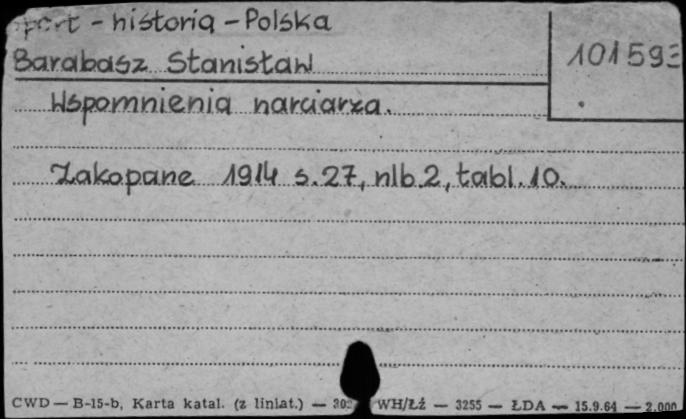 sport - historia - Polska
Barabasz Stanisław
101593
Wspomnienia narciarza.
Zakopane 1914 s.27, nlb.2, tabl.10.
CWD — B-15-b, Karta katal. (z liniat.) — WH/Łź — 3255 — ŁDA — 15.9.64 — 2.000